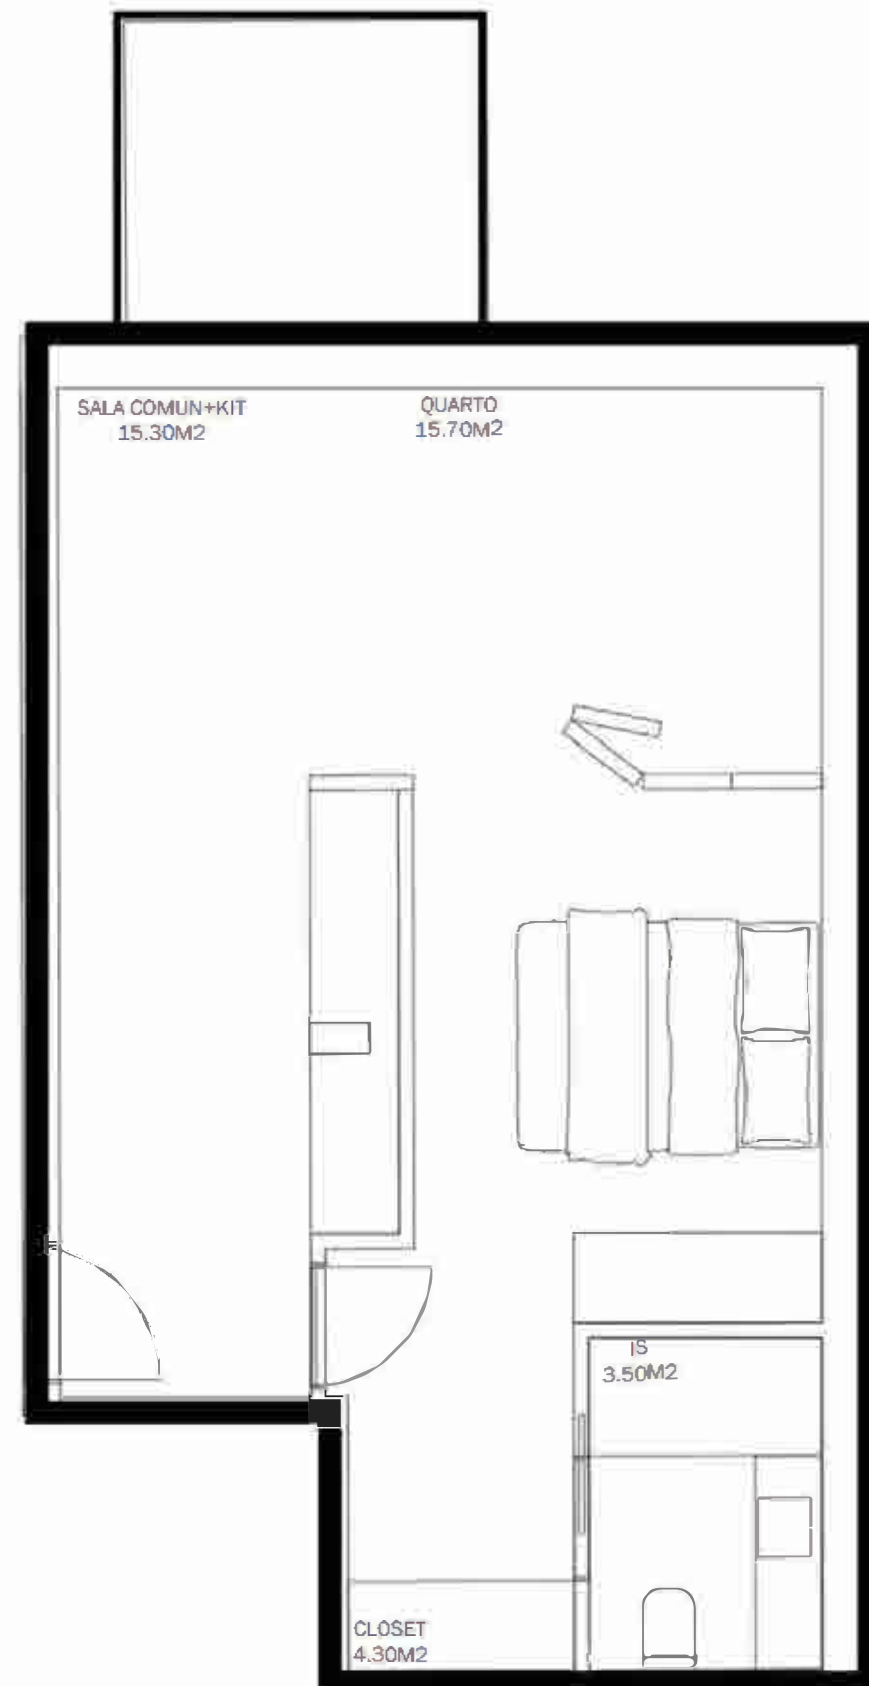 SALA COMUN+KIT
15.30M2
QUARTO
15.70M2
IS
3.50M2
CLOSET
4.30M2